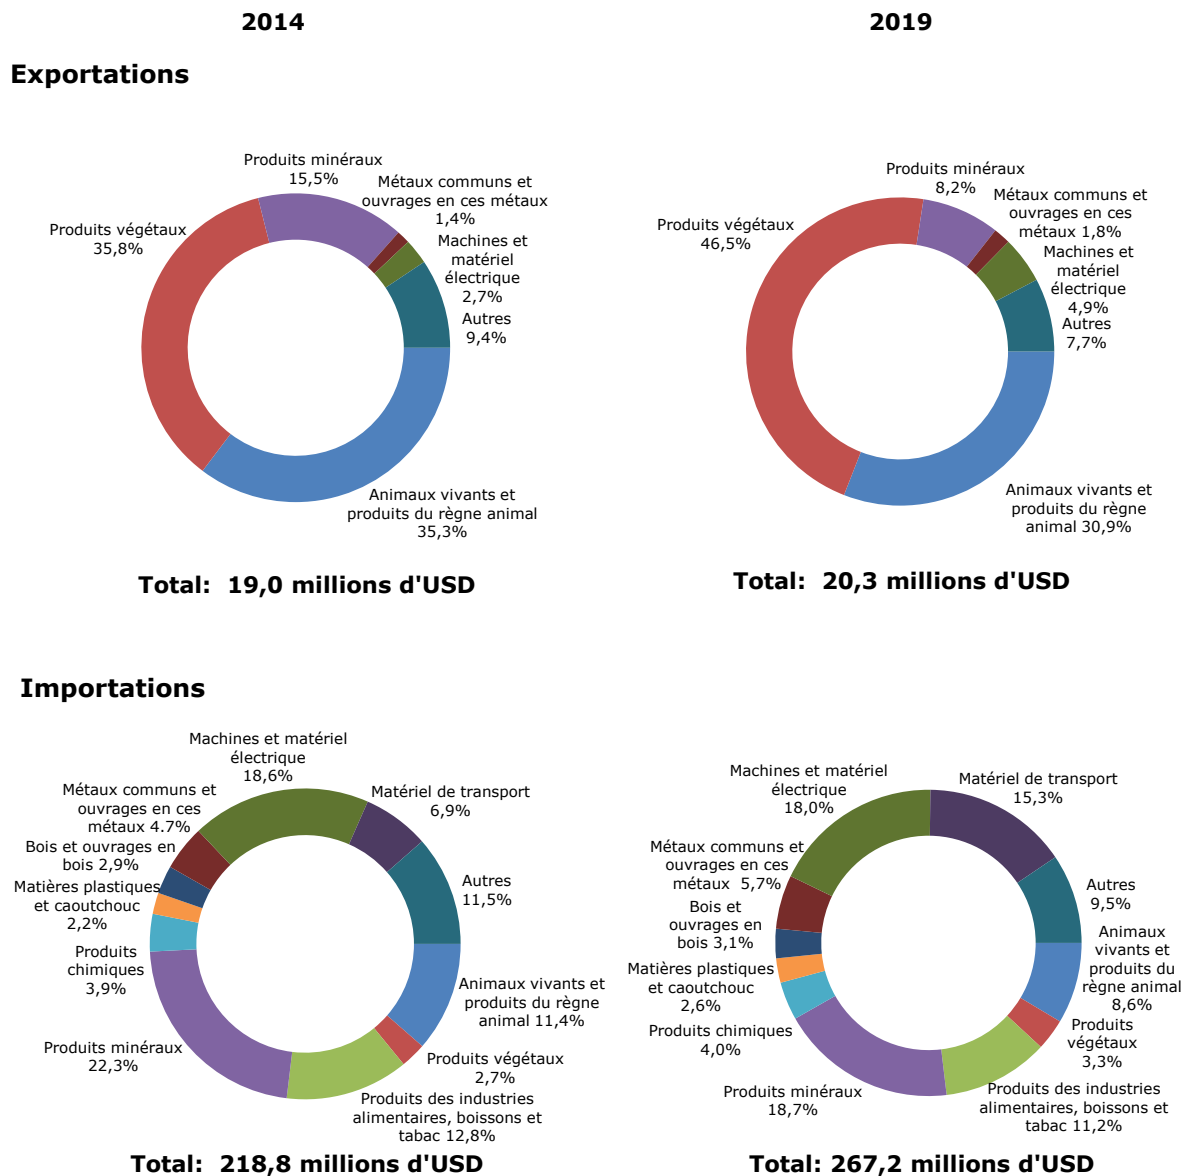 2014
2019
Exportations
Produits minéraux
15,5%
Métaux communs et
ouvrages en ces métaux
1,4%
Machines et
matériel
électrique
2,7%
Autres
9,4%
Produits végétaux
35,8%
Animaux vivants et
produits du règne animal
35,3%
Total:  19,0 millions d'USD
Produits minéraux
8,2%
Métaux communs et
ouvrages en ces
métaux 1,8%
Machines et
matériel
électrique
4,9%
Autres
7,7%
Produits végétaux
46,5%
Animaux vivants et
produits du règne
animal 30,9%
Total:  20,3 millions d'USD
Importations
Machines et matériel
électrique
18,6%
Matériel de transport
6,9%
Métaux communs et
ouvrages en ces
métaux 4.7%
Bois et ouvrages en
bois 2,9%
Matières plastiques
et caoutchouc
2,2%
Autres
11,5%
Produits
chimiques
3,9%
Animaux vivants et
produits du règne
animal 11,4%
Produits minéraux
22,3%
Produits végétaux
2,7%
Produits des industries
alimentaires, boissons et
tabac 12,8%
Total:  218,8 millions d'USD
Machines et matériel
électrique
18,0%
Matériel de transport
15,3%
Métaux communs et
ouvrages en ces
métaux  5,7%
Autres
9,5%
Bois et
ouvrages en
bois 3,1%
Animaux
vivants et
produits du
règne animal
8,6%
Matières plastiques
et caoutchouc
2,6%
Produits chimiques
4,0%
Produits
végétaux
3,3%
Produits minéraux
18,7%
Produits des industries
alimentaires, boissons et
tabac 11,2%
Total: 267,2 millions d'USD